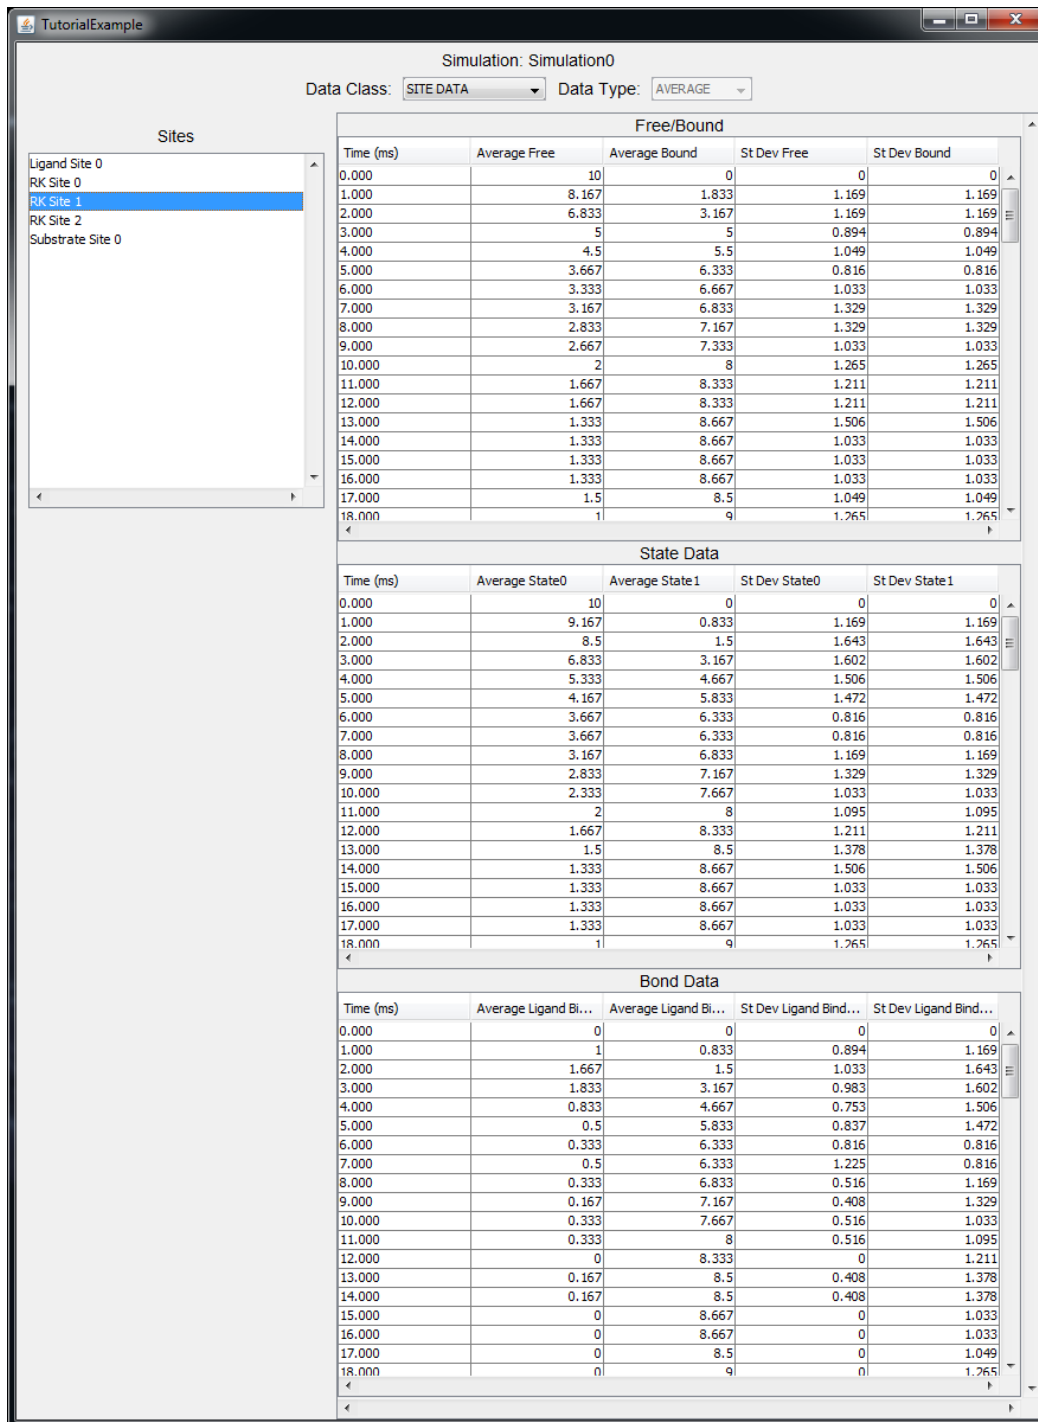 TutorialExample
Simulation: Simulation0
Data Class: SITE DATA Data Type: AVERAGE
Sites
Ligand Site 0
RK Site 0
RK Site 1
RK Site 2
Substrate Site 0
Free/Bound
Time (ms) Average Free Average Bound St Dev Free St Dev Bound
0.000 10 0 0 0
1.000 8.167 1.833 1.169 1.169
2.000 6.833 3.167 1.169 1.169
3.000 5 5 0.894 0.894
4.000 4.5 5.5 1.049 1.049
5.000 3.667 6.333 0.816 0.816
6.000 3.333 6.667 1.033 1.033
7.000 3.167 6.833 1.329 1.329
8.000 2.833 7.167 1.329 1.329
9.000 2.667 7.333 1.033 1.033
10.000 2 8 1.265 1.265
11.000 1.667 8.333 1.211 1.211
12.000 1.667 8.333 1.211 1.211
13.000 1.333 8.667 1.506 1.506
14.000 1.333 8.667 1.033 1.033
15.000 1.333 8.667 1.033 1.033
16.000 1.333 8.667 1.033 1.033
17.000 1.5 8.5 1.049 1.049
18.000 1 9 1.265 1.265
State Data
Time (ms) Average State0 Average State1 St Dev State0 St Dev State1
0.000 10 0 0 0
1.000 9.167 0.833 1.169 1.169
2.000 8.5 1.5 1.643 1.643
3.000 6.833 3.167 1.602 1.602
4.000 5.333 4.667 1.506 1.506
5.000 4.167 5.833 1.472 1.472
6.000 3.667 6.333 0.816 0.816
7.000 3.667 6.333 0.816 0.816
8.000 3.167 6.833 1.169 1.169
9.000 2.833 7.167 1.329 1.329
10.000 2.333 7.667 1.033 1.033
11.000 2 8 1.095 1.095
12.000 1.667 8.333 1.211 1.211
13.000 1.5 8.5 1.378 1.378
14.000 1.333 8.667 1.506 1.506
15.000 1.333 8.667 1.033 1.033
16.000 1.333 8.667 1.033 1.033
17.000 1.333 8.667 1.033 1.033
18.000 1 9 1.265 1.265
Bond Data
Time (ms) Average Ligand Bi... Average Ligand Bi... St Dev Ligand Bind... St Dev Ligand Bind...
0.000 0 0 0 0
1.000 1 0.833 0.894 1.169
2.000 1.667 1.5 1.033 1.643
3.000 1.833 3.167 0.983 1.602
4.000 0.833 4.667 0.753 1.506
5.000 0.5 5.833 0.837 1.472
6.000 0.333 6.333 0.816 0.816
7.000 0.5 6.333 1.225 0.816
8.000 0.333 6.833 0.516 1.169
9.000 0.167 7.167 0.408 1.329
10.000 0.333 7.667 0.516 1.033
11.000 0.333 8 0.516 1.095
12.000 0 8.333 0 1.211
13.000 0.167 8.5 0.408 1.378
14.000 0.167 8.5 0.408 1.378
15.000 0 8.667 0 1.033
16.000 0 8.667 0 1.033
17.000 0 8.5 0 1.049
18.000 0 9 0 1.265